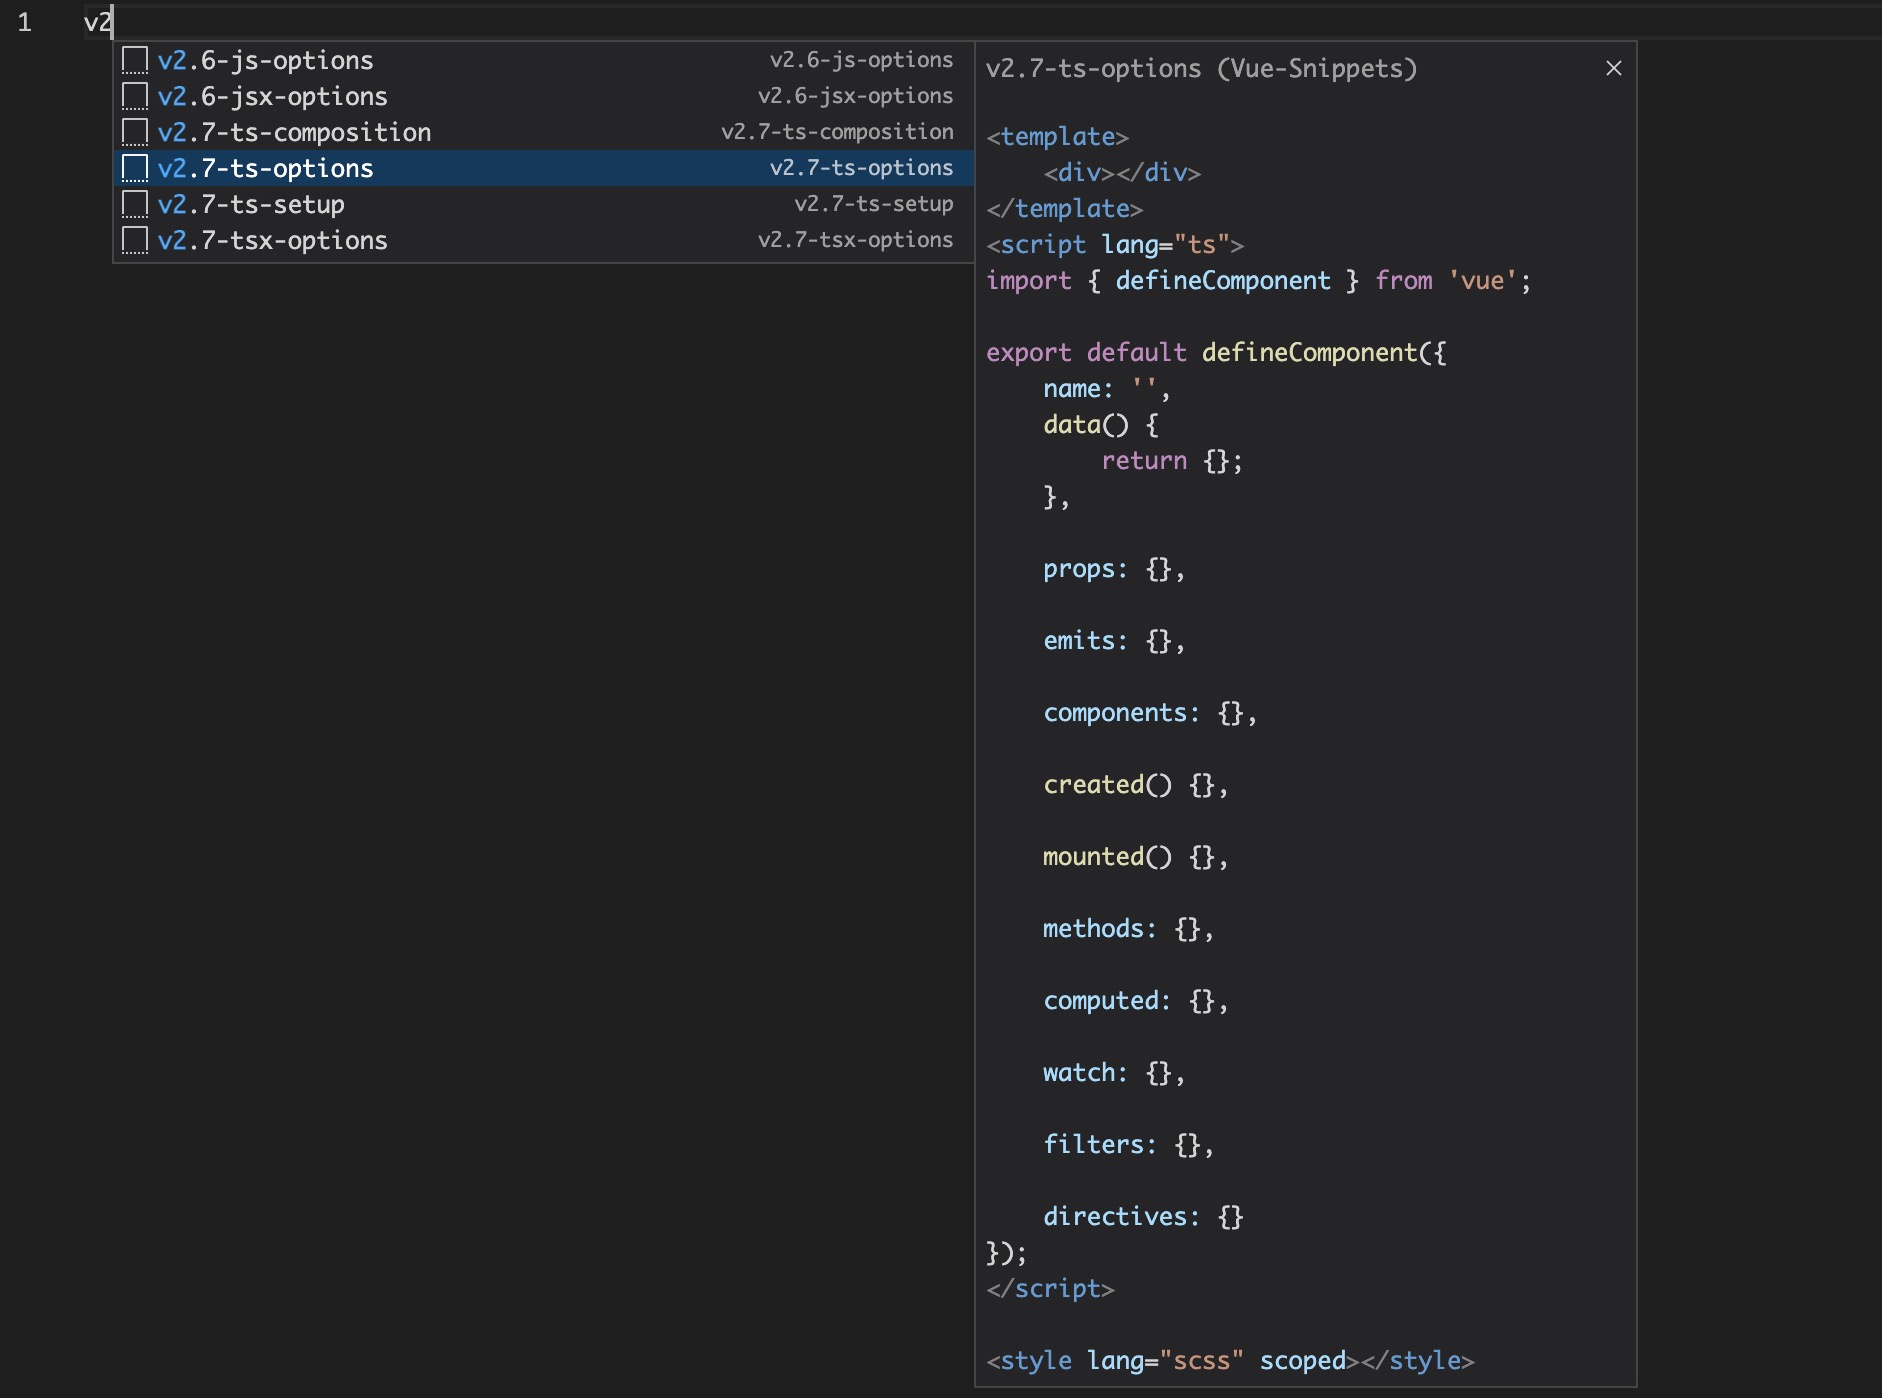 1 v2
v2.6-js-options v2.6-js-options
v2.6-jsx-options v2.6-jsx-options
v2.7-ts-composition v2.7-ts-composition
v2.7-ts-options v2.7-ts-options
v2.7-ts-setup v2.7-ts-setup
v2.7-tsx-options v2.7-tsx-options
v2.7-ts-options (Vue-Snippets) ×
<template>
    <div></div>
</template>
<script lang="ts">
import { defineComponent } from 'vue';
export default defineComponent({
    name: '',
    data() {
        return {};
    },
    props: {},
    emits: {},
    components: {},
    created() {},
    mounted() {},
    methods: {},
    computed: {},
    watch: {},
    filters: {},
    directives: {}
});
</script>
<style lang="scss" scoped></style>